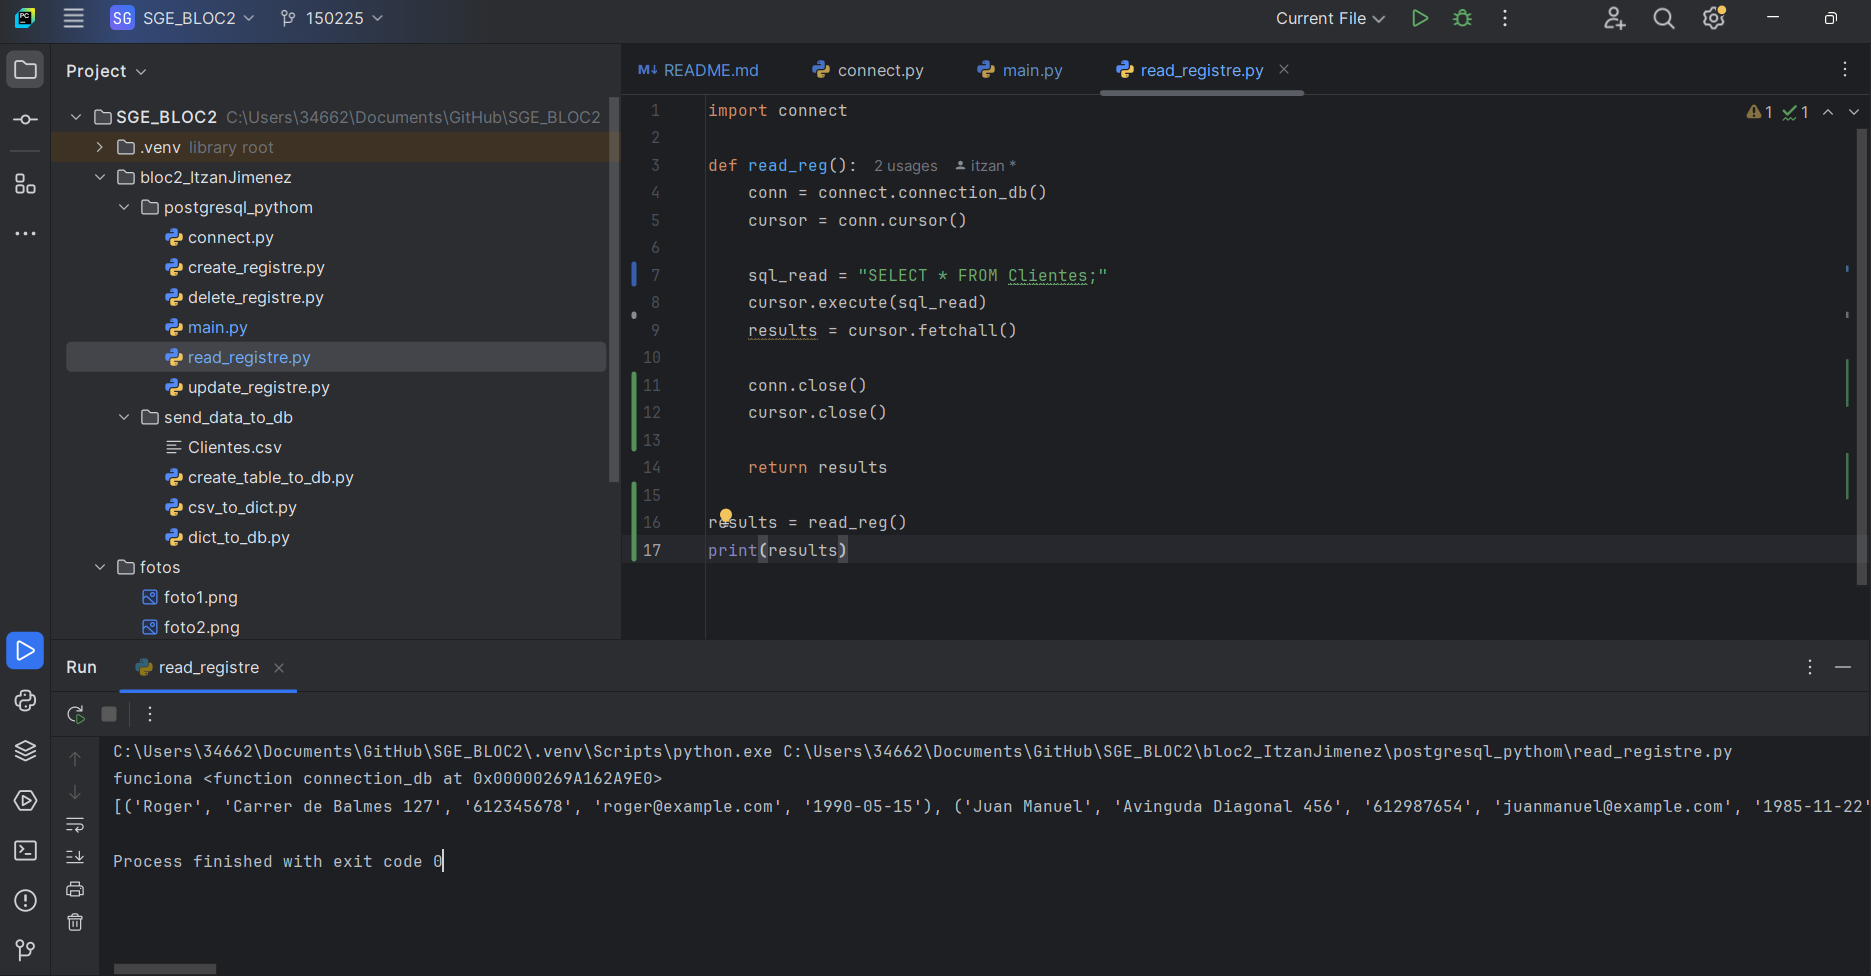 PC
SG SGE_BLOC2
150225
Current File
Project
README.md
connect.py
main.py
read_registre.py
SGE_BLOC2 C:\Users\34662\Documents\GitHub\SGE_BLOC2
.venv library root
bloc2_ItzanJimenez
postgresql_pythom
connect.py
create_registre.py
delete_registre.py
main.py
read_registre.py
update_registre.py
send_data_to_db
Clientes.csv
create_table_to_db.py
csv_to_dict.py
dict_to_db.py
fotos
foto1.png
foto2.png
1 import connect
2
3 def read_reg(): 2 usages itzan *
4 conn = connect.connection_db()
5 cursor = conn.cursor()
6
7 sql_read = "SELECT * FROM Clientes;"
8 cursor.execute(sql_read)
9 results = cursor.fetchall()
10
11 conn.close()
12 cursor.close()
13
14 return results
15
16 results = read_reg()
17 print(results)
1 1
Run read_registre
C:\Users\34662\Documents\GitHub\SGE_BLOC2\.venv\Scripts\python.exe C:\Users\34662\Documents\GitHub\SGE_BLOC2\bloc2_ItzanJimenez\postgresql_pythom\read_registre.py
funciona <function connection_db at 0x00000269A162A9E0>
[('Roger', 'Carrer de Balmes 127', '612345678', 'roger@example.com', '1990-05-15'), ('Juan Manuel', 'Avinguda Diagonal 456', '612987654', 'juanmanuel@example.com', '1985-11-22'
Process finished with exit code 0